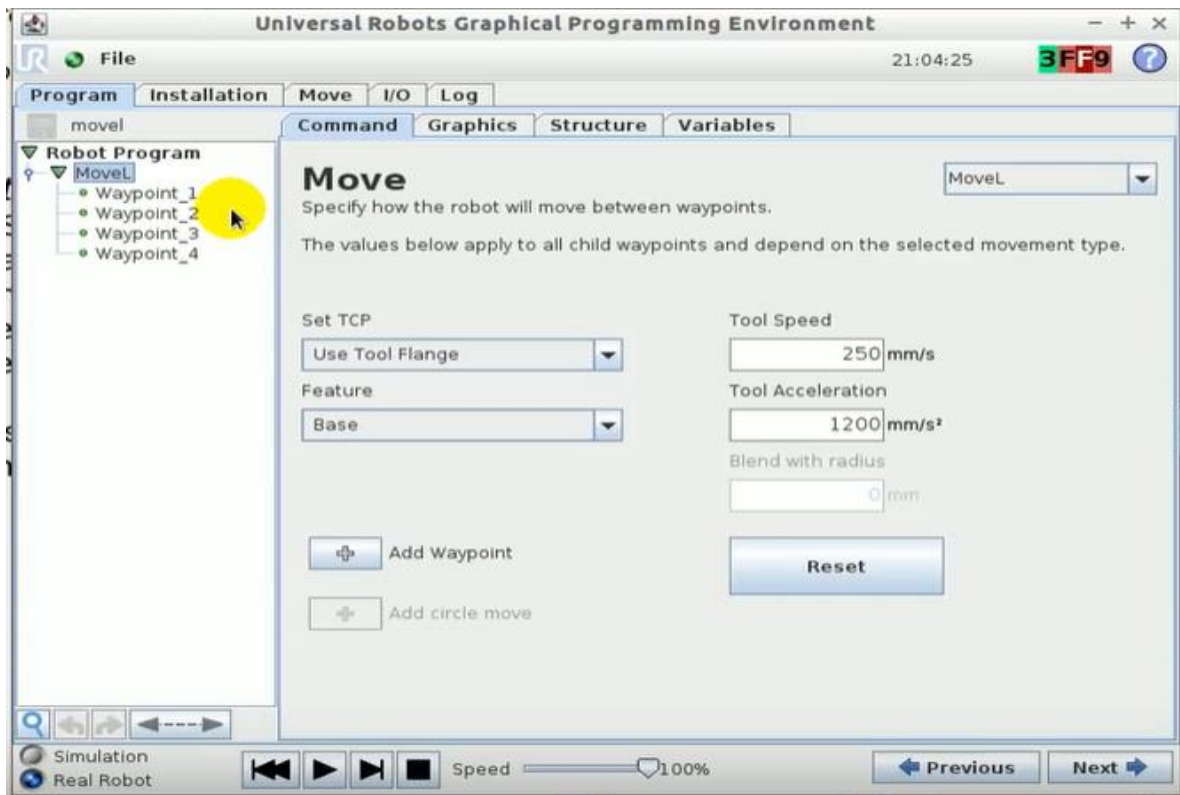 Universal Robots Graphical Programming Environment
File 21:04:25 3FF9 ?
Program Installation Move I/O Log
movel Command Graphics Structure Variables
Robot Program
MoveL
Waypoint_1
Waypoint_2
Waypoint_3
Waypoint_4
Move MoveL
Specify how the robot will move between waypoints.
The values below apply to all child waypoints and depend on the selected movement type.
Set TCP Tool Speed
Use Tool Flange 250 mm/s
Feature Tool Acceleration
Base 1200 mm/s²
Blend with radius
0 mm
Add Waypoint Reset
Add circle move
Simulation
Real Robot
Speed 100% Previous Next